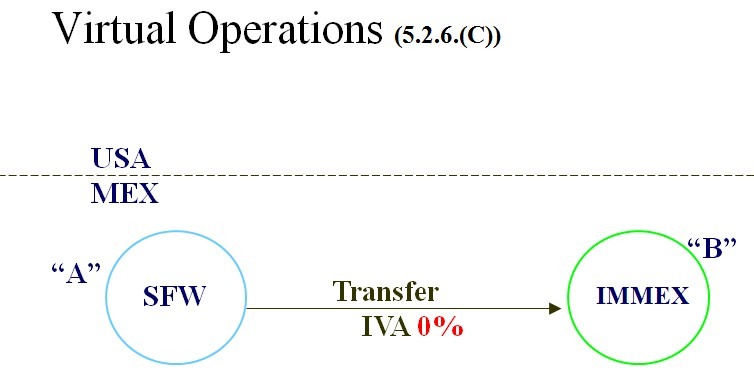 Virtual Operations (5.2.6.(C))
USA
MEX
“A”
SFW
Transfer
IVA 0%
IMMEX
“B”